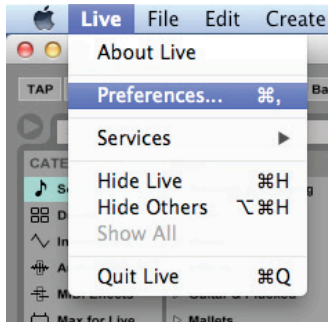 Live File Edit Create
About Live
TAP
Preferences... ⌘,
Services
CATE
Hide Live ⌘H
Hide Others ⌥⌘H
Show All
Quit Live ⌘Q
Max for Live
Mallets